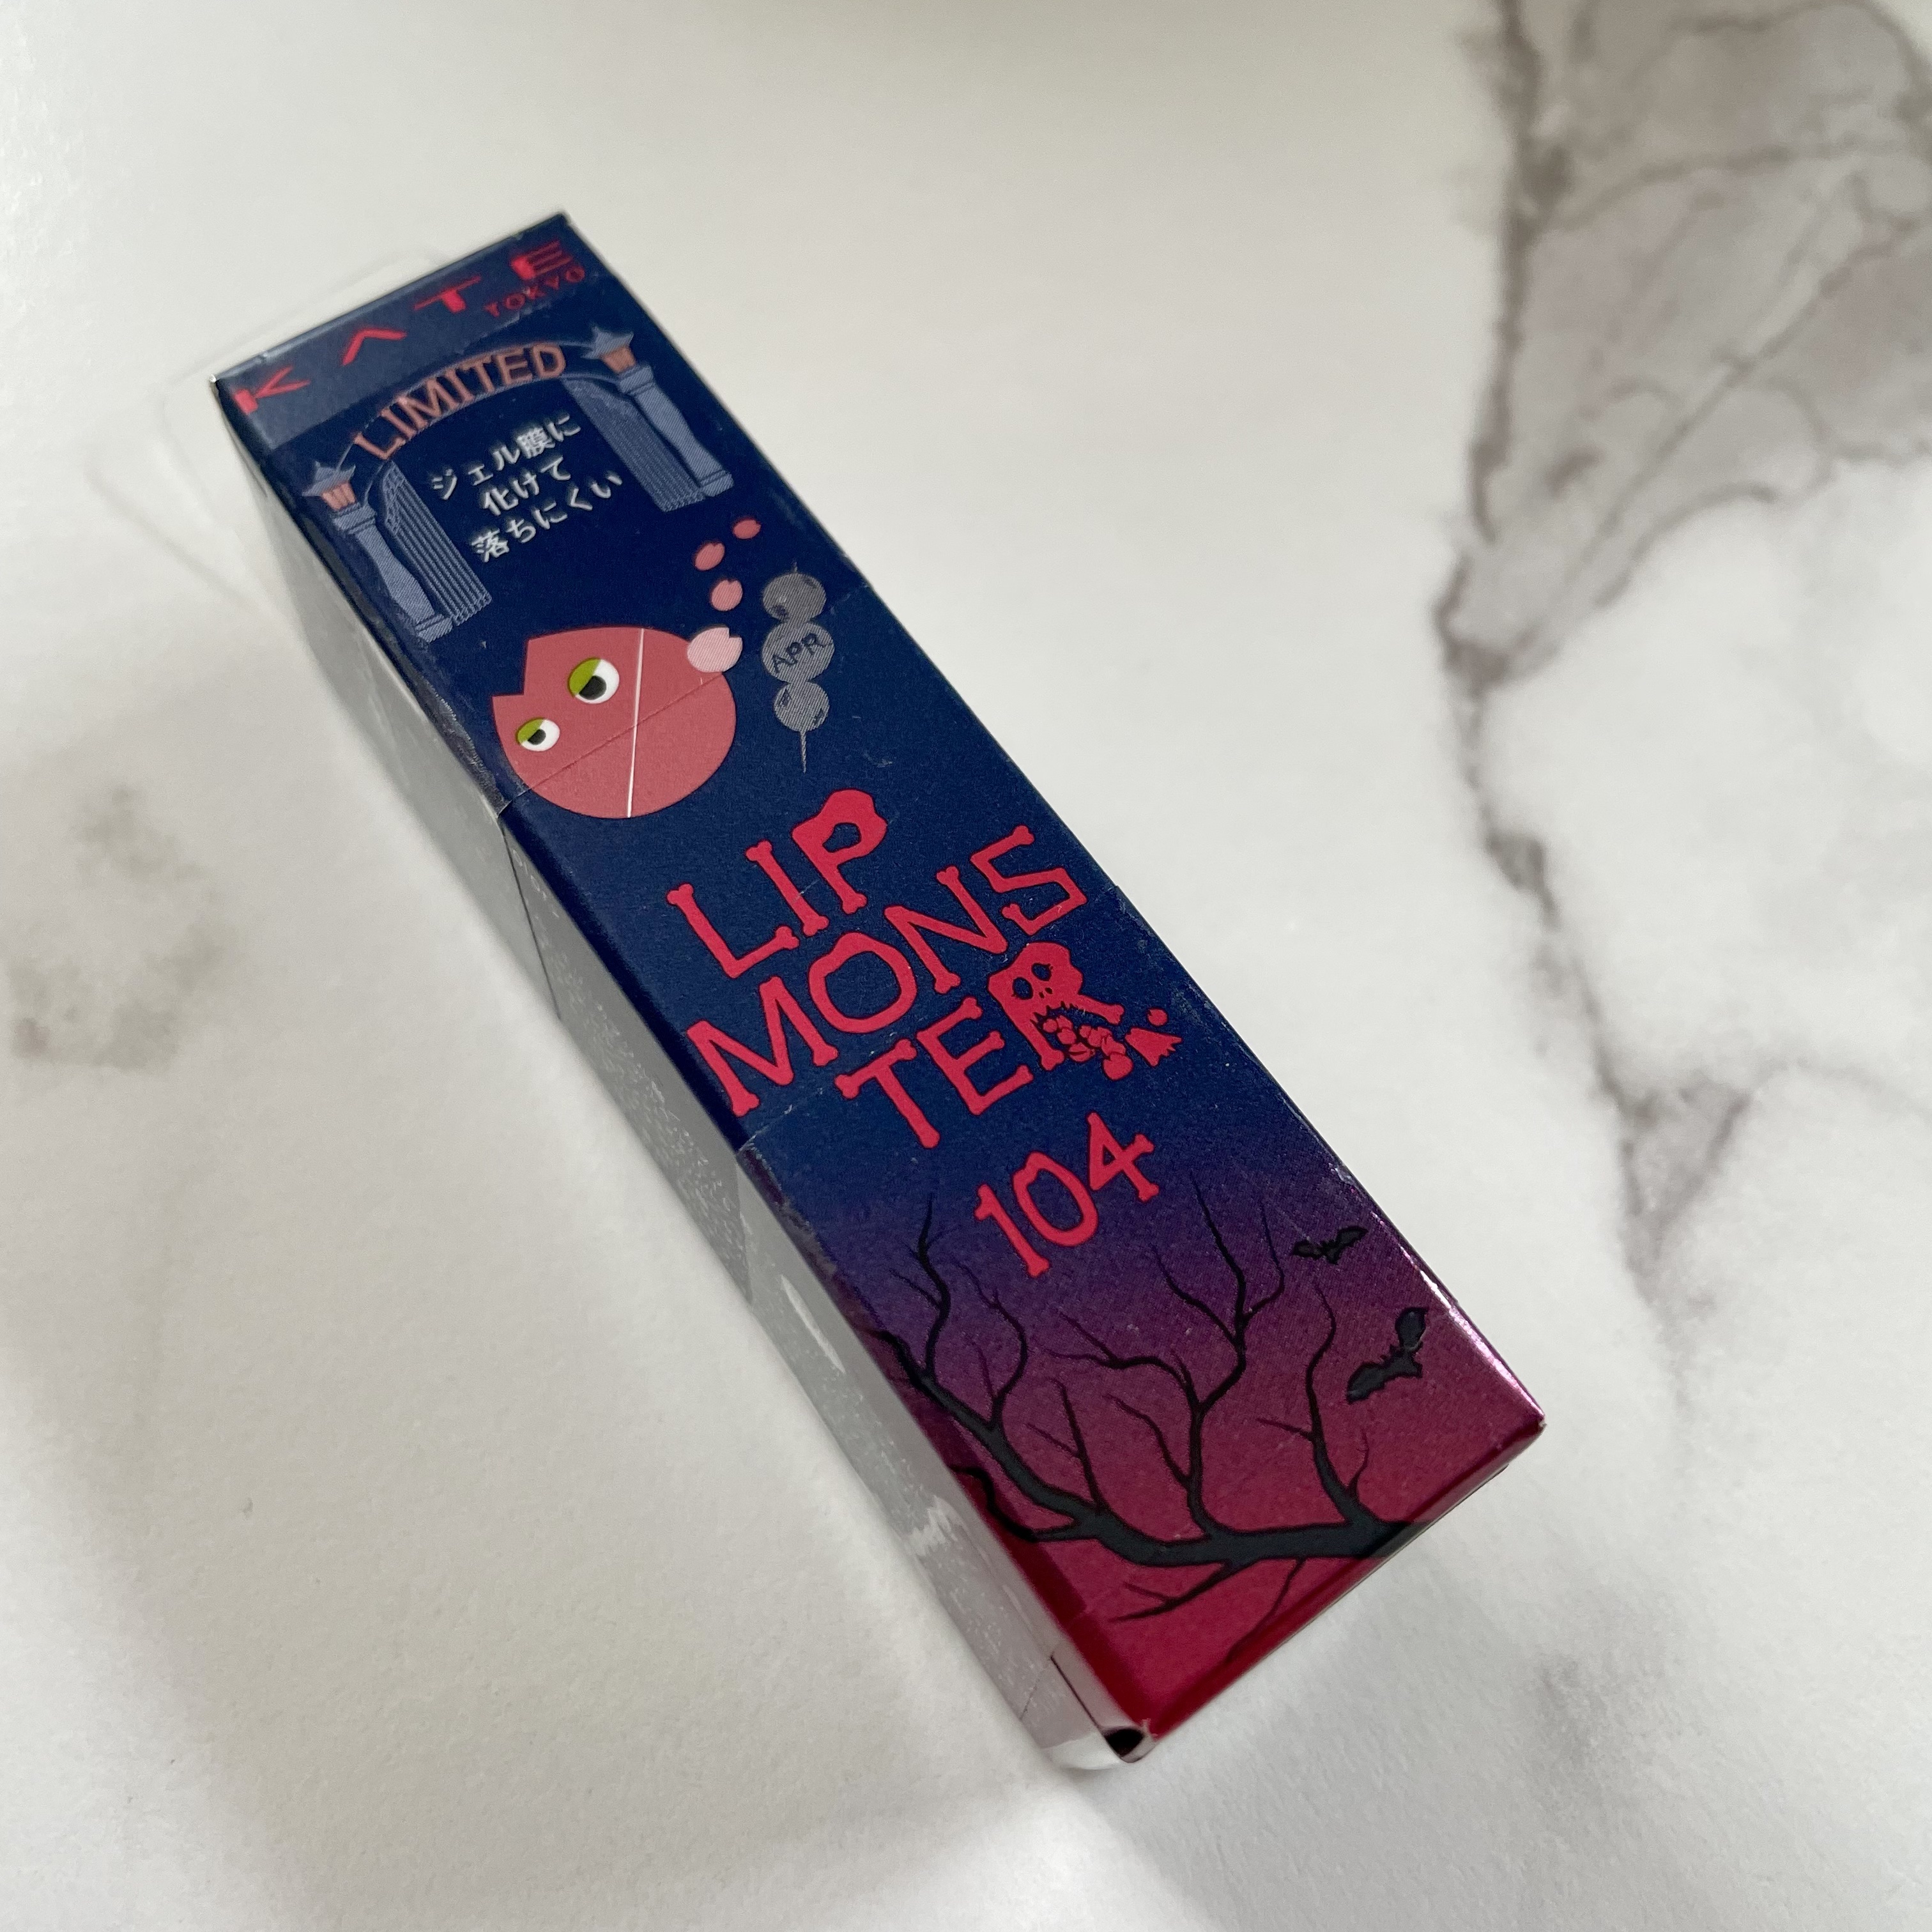 KATE
TOKYO
LIMITED
ジェル膜に
化けて
落ちにくい
APR
LIP
MONS
TER
104